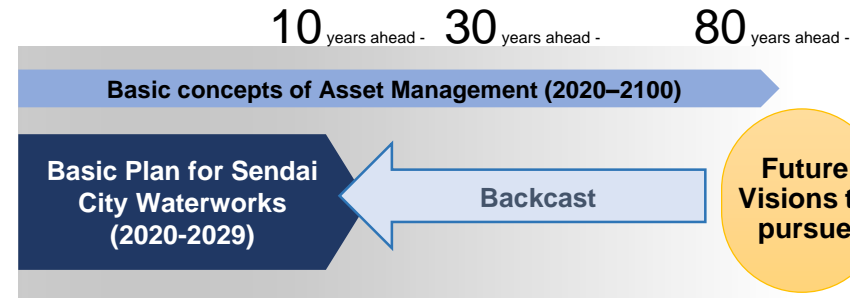 10 years ahead - 30 years ahead - 80 years ahead -
Basic concepts of Asset Management (2020–2100)
Basic Plan for Sendai
City Waterworks
(2020-2029)
Backcast
Future
Visions t
pursue